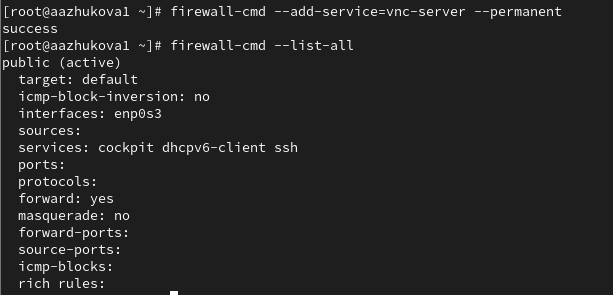 [root@aazhukova1 ~]# firewall-cmd --add-service=vnc-server --permanent
success
[root@aazhukova1 ~]# firewall-cmd --list-all
public (active)
  target: default
  icmp-block-inversion: no
  interfaces: enp0s3
  sources:
  services: cockpit dhcpv6-client ssh
  ports:
  protocols:
  forward: yes
  masquerade: no
  forward-ports:
  source-ports:
  icmp-blocks:
  rich rules: